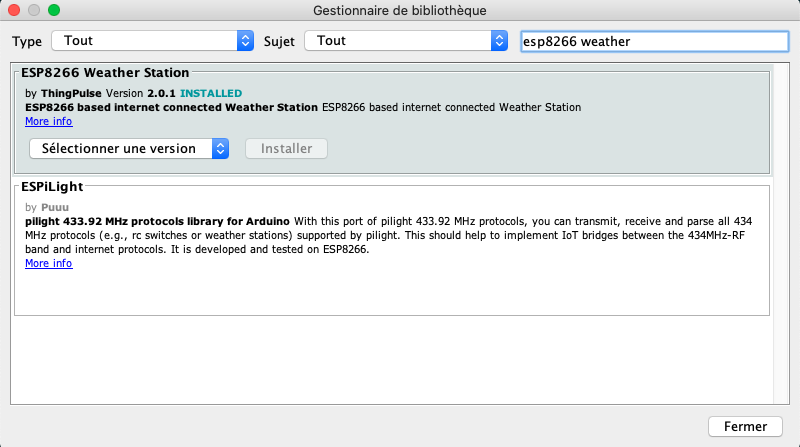 Gestionnaire de bibliothèque
Type Tout Sujet Tout esp8266 weather
ESP8266 Weather Station
by ThingPulse Version 2.0.1 INSTALLED
ESP8266 based internet connected Weather Station ESP8266 based internet connected Weather Station
More info
Sélectionner une version Installer
ESPiLight
by Puuu
pilight 433.92 MHz protocols library for Arduino With this port of pilight 433.92 MHz protocols, you can transmit, receive and parse all 434
MHz protocols (e.g., rc switches or weather stations) supported by pilight. This should help to implement IoT bridges between the 434MHz-RF
band and internet protocols. It is developed and tested on ESP8266.
More info
Fermer